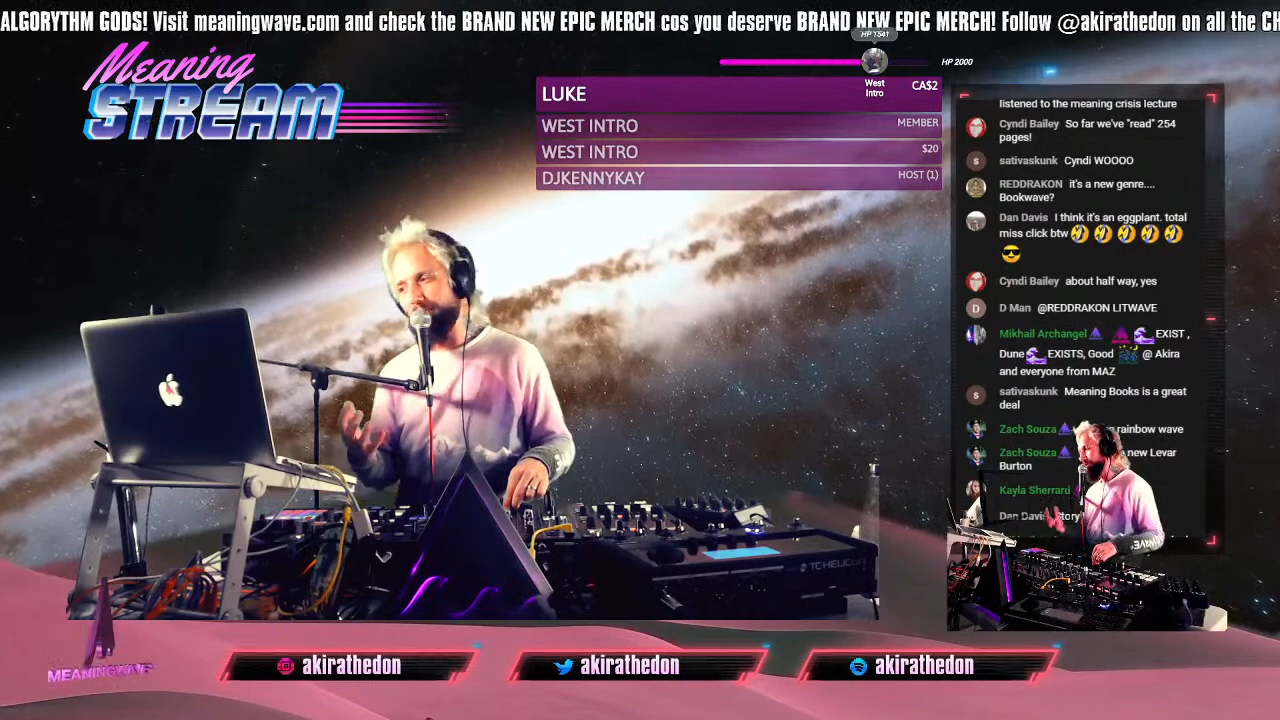 ALGORYTHM GODS! Visit meaningwave.com and check the BRAND NEW EPIC MERCH cos you deserve BRAND NEW EPIC MERCH! Follow @akirathedon on all the CH
Meaning
STREAM
HP 1541
HP 2000
West
Intro
LUKE CA$2
WEST INTRO MEMBER
WEST INTRO $20
DJKENNYKAY HOST (1)
listened to the meaning crisis lecture
Cyndi Bailey So far we've "read" 254
pages!
S sativaskunk Cyndi WOOOO
REDDRAKON it's a new genre....
Bookwave?
Dan Davis I think it's an eggplant. total
miss click btw 🤣 🤣 🤣 🤣 🤣
😎
Cyndi Bailey about half way, yes
D D Man @REDDRAKON LITWAVE
Mikhail Archangel EXIST ,
Dune EXISTS, Good @ Akira
and everyone from MAZ
S sativaskunk Meaning Books is a great
deal
Zach Souza rainbow wave
Zach Souza new Levar
Burton
Kayla Sherrard
TC HELICON
MEANINGWAVE
akirathedon
akirathedon
akirathedon